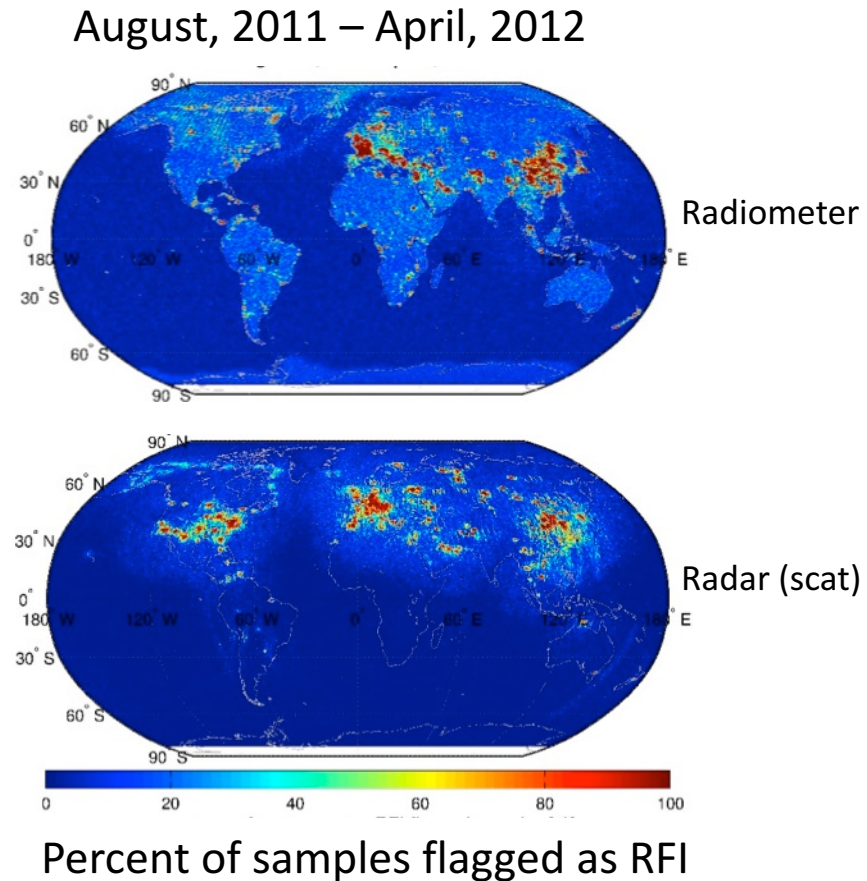 August, 2011 – April, 2012
90° N
60° N
30° N
0°
180° W 120° W 60° W 0° 60° E 120° E 180° E
30° S
60° S
90 S
Radiometer
90° N
60° N
30° N
0°
180° W 120° W 60° W 0° 60° E 120° E 180° E
30° S
60° S
90 S
Radar (scat)
0 20 40 60 80 100
Percent of samples flagged as RFI